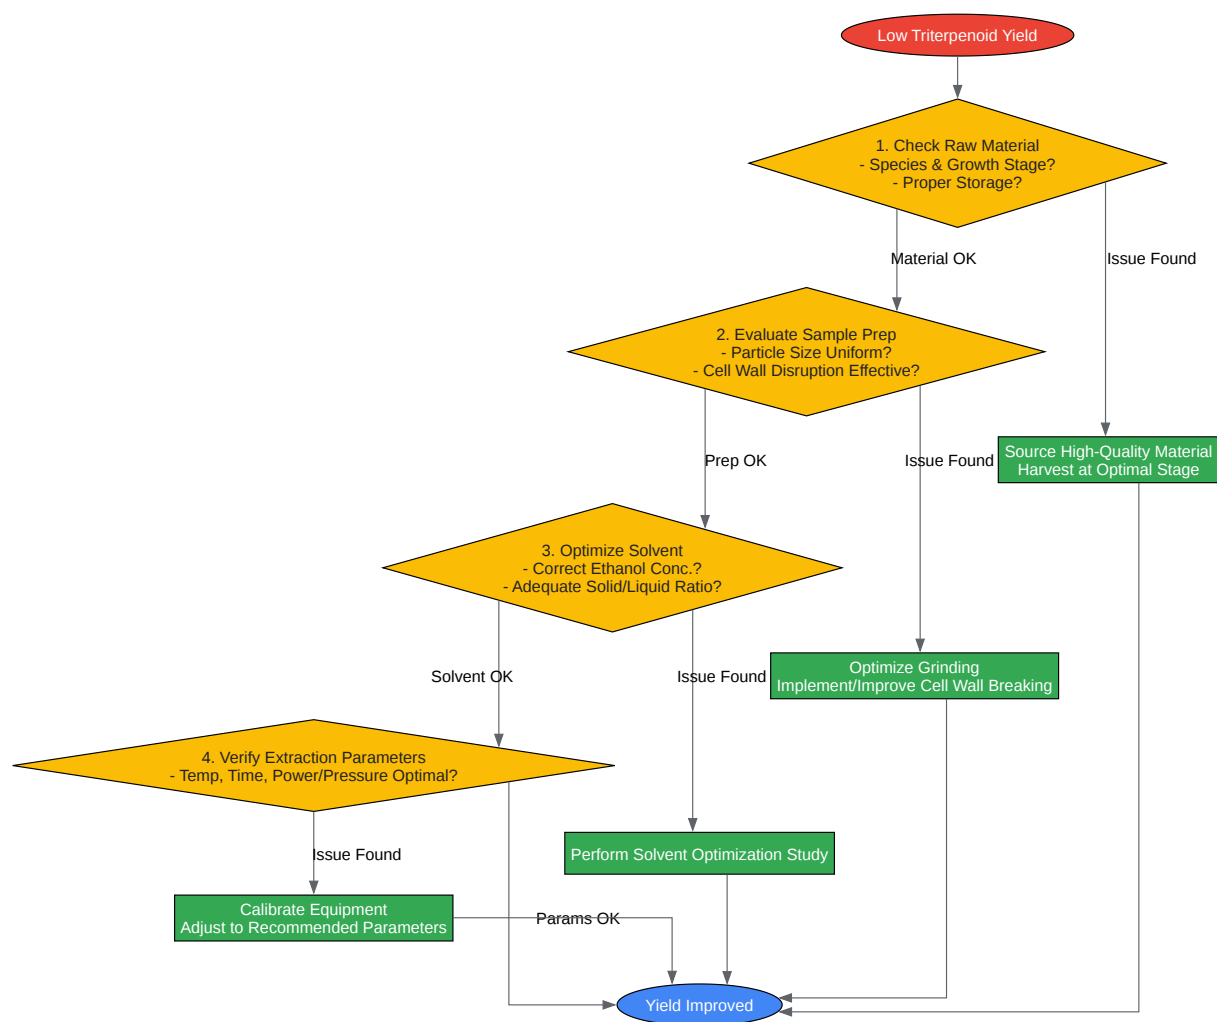 Low Triterpenoid Yield
1. Check Raw Material
- Species & Growth Stage?
- Proper Storage?
Material OK
Issue Found
2. Evaluate Sample Prep
- Particle Size Uniform?
- Cell Wall Disruption Effective?
Prep OK
Issue Found
Source High-Quality Material
Harvest at Optimal Stage
3. Optimize Solvent
- Correct Ethanol Conc.?
- Adequate Solid/Liquid Ratio?
Solvent OK
Issue Found
Optimize Grinding
Implement/Improve Cell Wall Breaking
4. Verify Extraction Parameters
- Temp, Time, Power/Pressure Optimal?
Issue Found
Perform Solvent Optimization Study
Calibrate Equipment
Adjust to Recommended Parameters
Params OK
Yield Improved